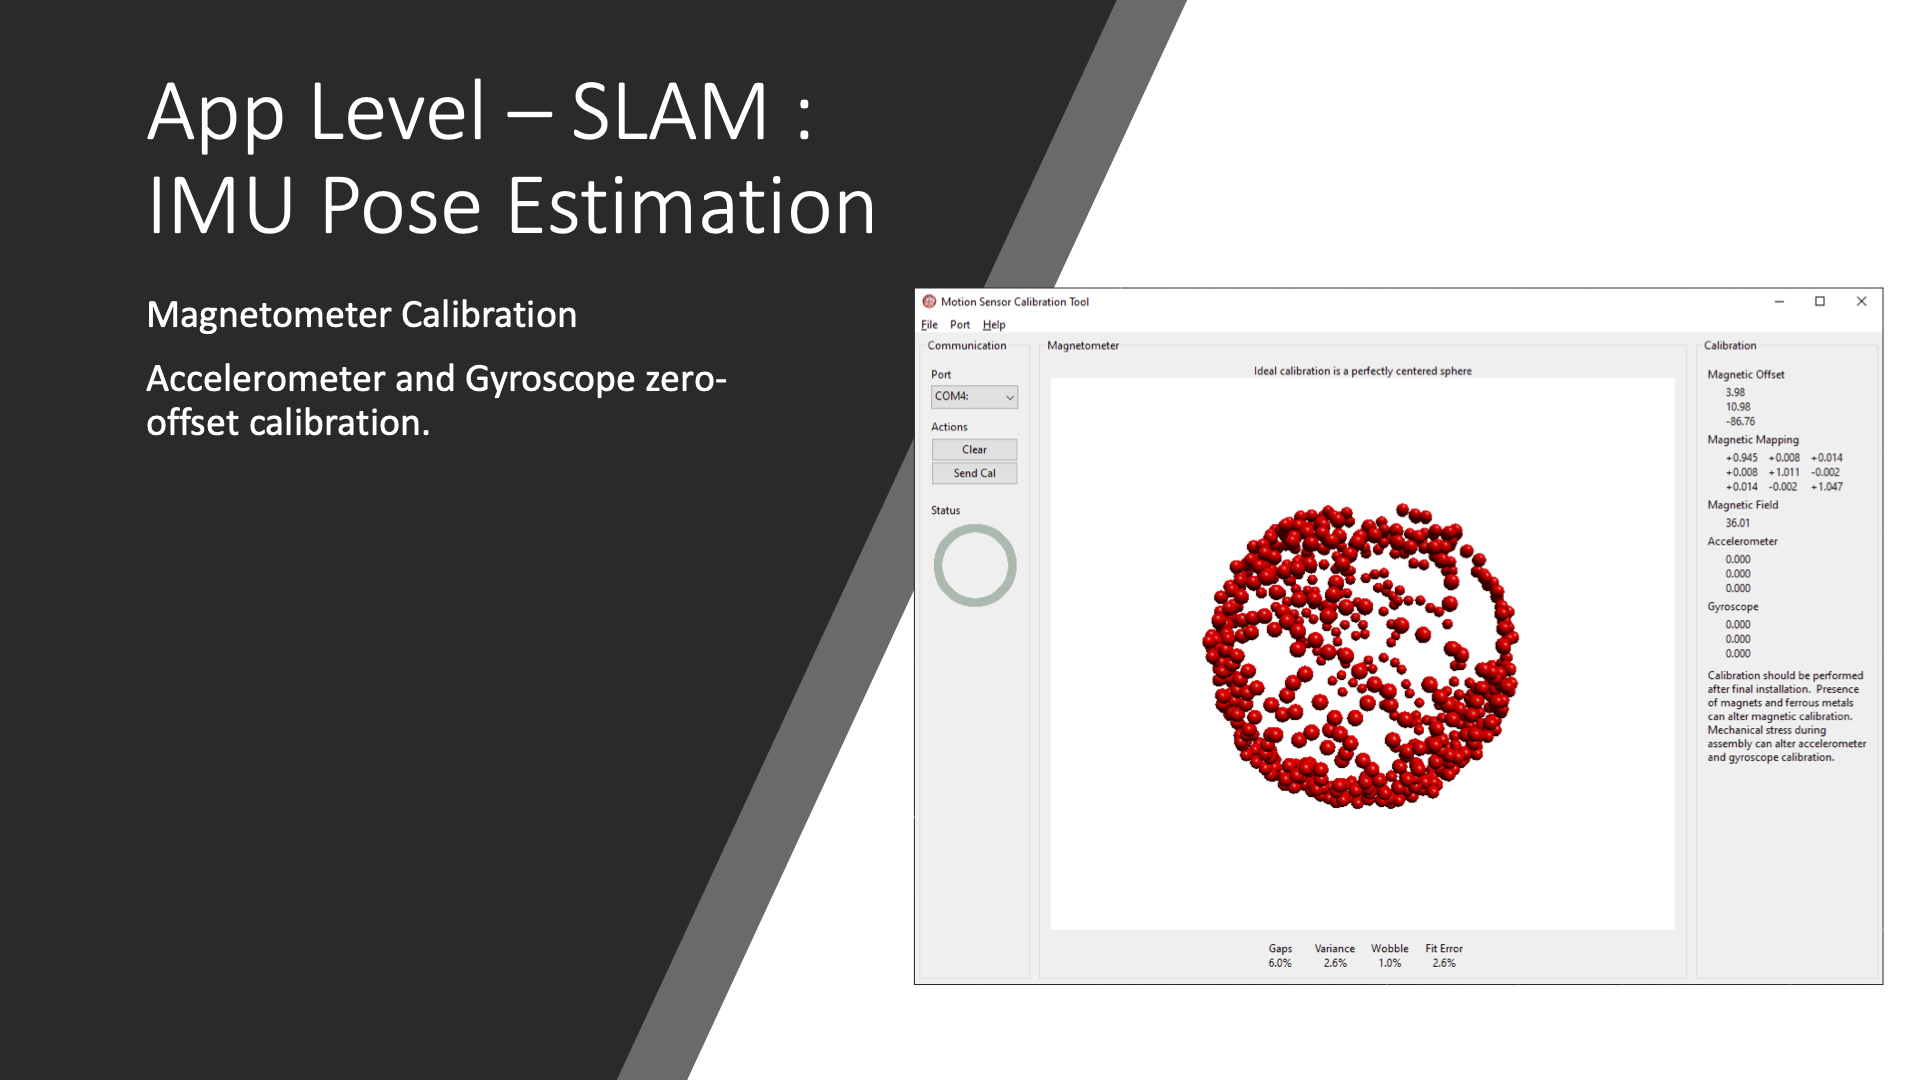 App Level – SLAM :
IMU Pose Estimation
Magnetometer Calibration
Accelerometer and Gyroscope zero-
offset calibration.
Motion Sensor Calibration Tool
File Port Help
Communication
Port
COM4:
Actions
Clear
Send Cal
Status
Magnetometer
Ideal calibration is a perfectly centered sphere
Gaps Variance Wobble Fit Error
6.0% 2.6% 1.0% 2.6%
Calibration
Magnetic Offset
3.98
10.98
-86.76
Magnetic Mapping
+0.945 +0.008 +0.014
+0.008 +1.011 -0.002
+0.014 -0.002 +1.047
Magnetic Field
36.01
Accelerometer
0.000
0.000
0.000
Gyroscope
0.000
0.000
0.000
Calibration should be performed
after final installation. Presence
of magnets and ferrous metals
can alter magnetic calibration.
Mechanical stress during
assembly can alter accelerometer
and gyroscope calibration.